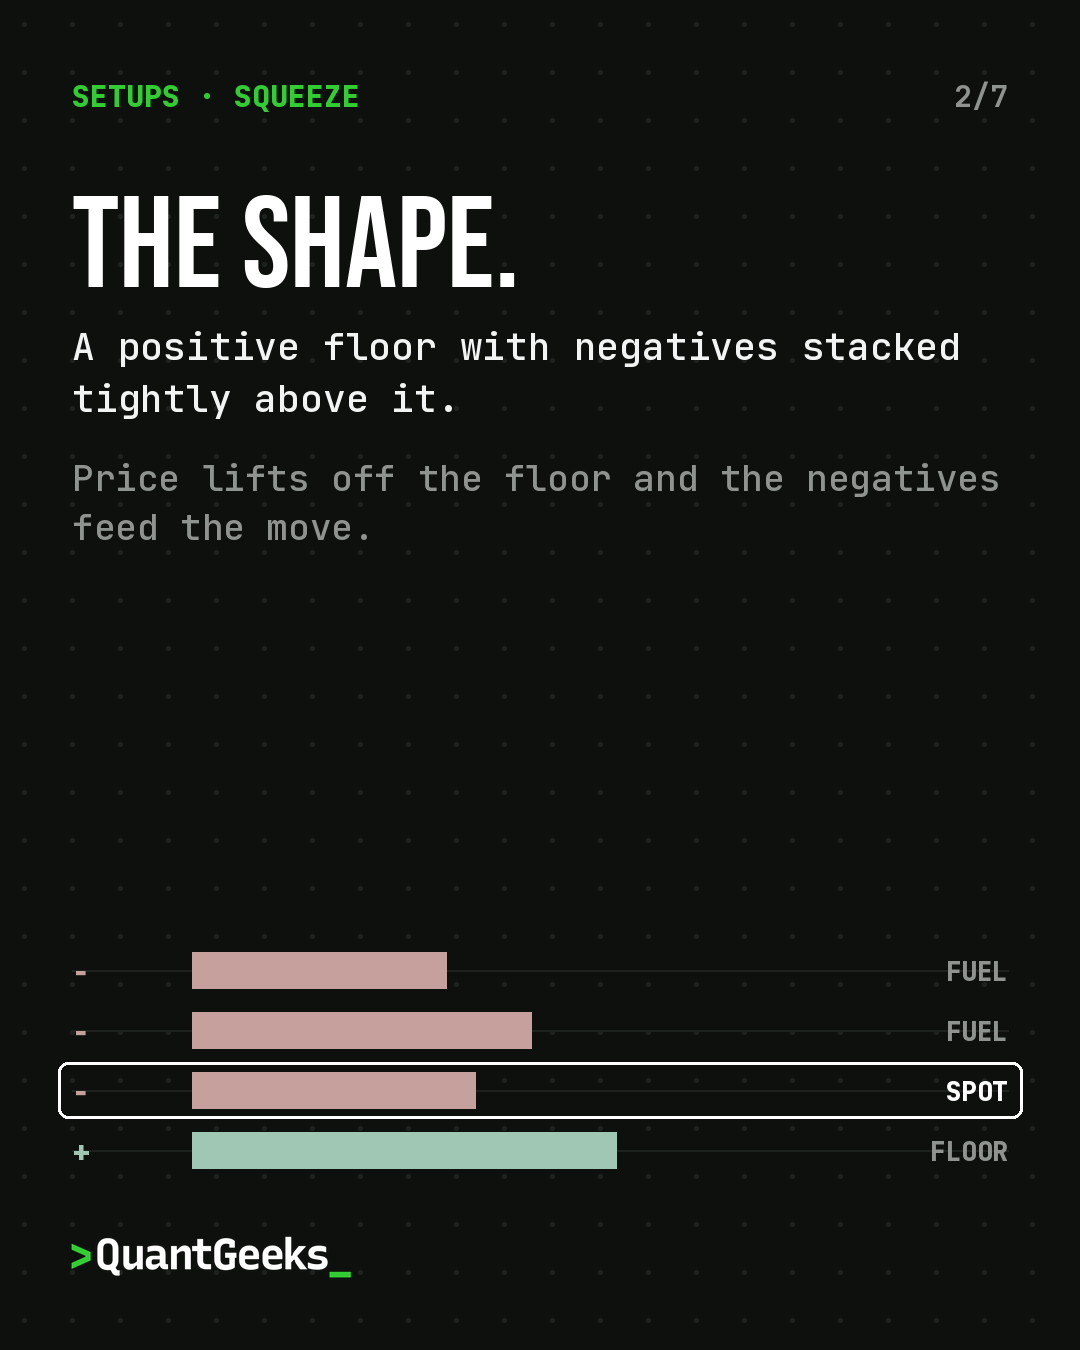 SETUPS · SQUEEZE
2/7
THE SHAPE.
A positive floor with negatives stacked
tightly above it.
Price lifts off the floor and the negatives
feed the move.
- FUEL
- FUEL
- SPOT
+ FLOOR
>QuantGeeks_